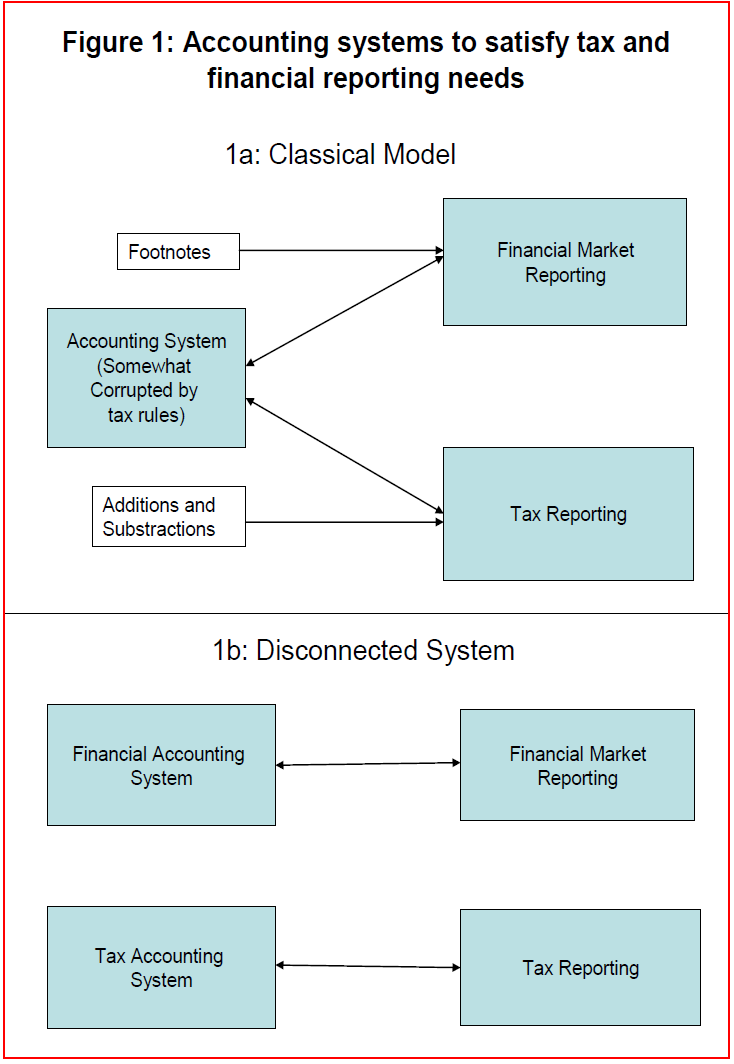 Figure 1: Accounting systems to satisfy tax and
financial reporting needs
1a: Classical Model
Footnotes
Financial Market
Reporting
Accounting System
(Somewhat
Corrupted by
tax rules)
Additions and
Substractions
Tax Reporting
1b: Disconnected System
Financial Accounting
System
Financial Market
Reporting
Tax Accounting
System
Tax Reporting